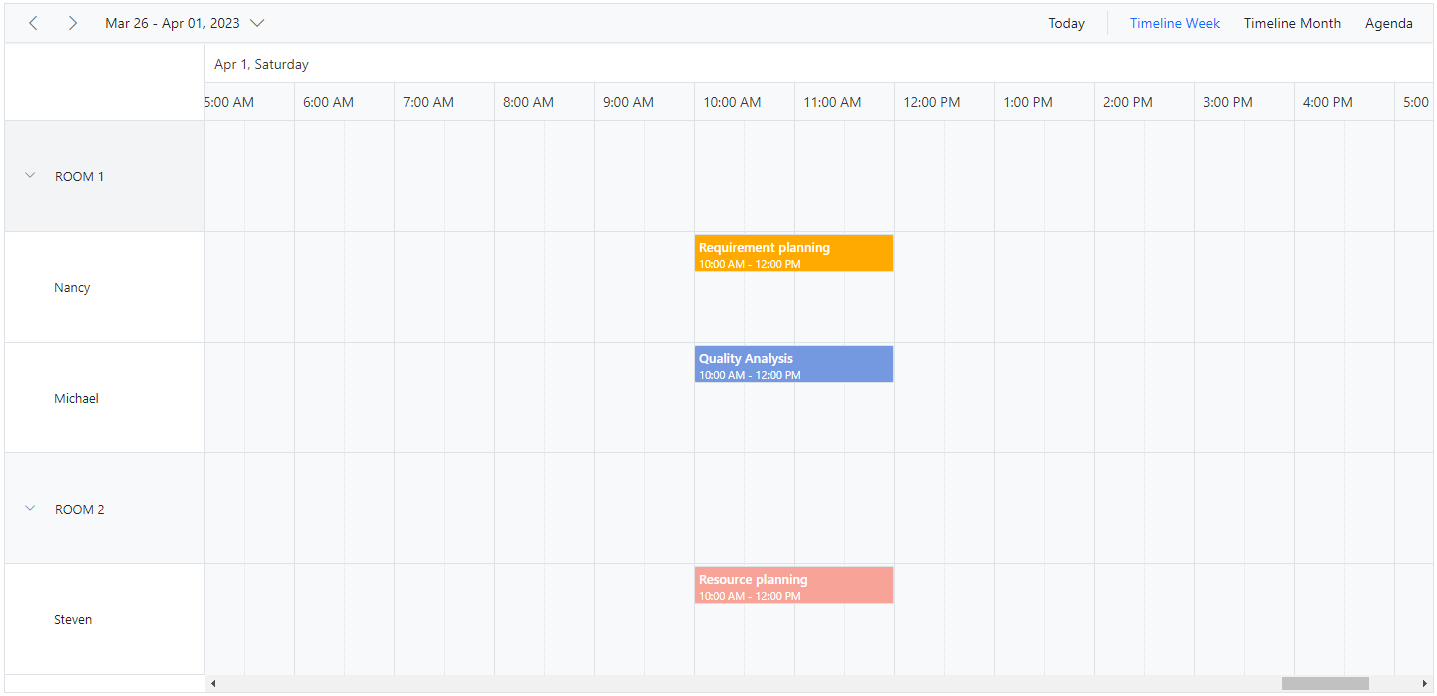 Mar 26 - Apr 01, 2023 Today Timeline Week Timeline Month Agenda
Apr 1, Saturday
5:00 AM 6:00 AM 7:00 AM 8:00 AM 9:00 AM 10:00 AM 11:00 AM 12:00 PM 1:00 PM 2:00 PM 3:00 PM 4:00 PM 5:00
ROOM 1
Requirement planning
10:00 AM - 12:00 PM
Nancy
Quality Analysis
10:00 AM - 12:00 PM
Michael
ROOM 2
Resource planning
10:00 AM - 12:00 PM
Steven